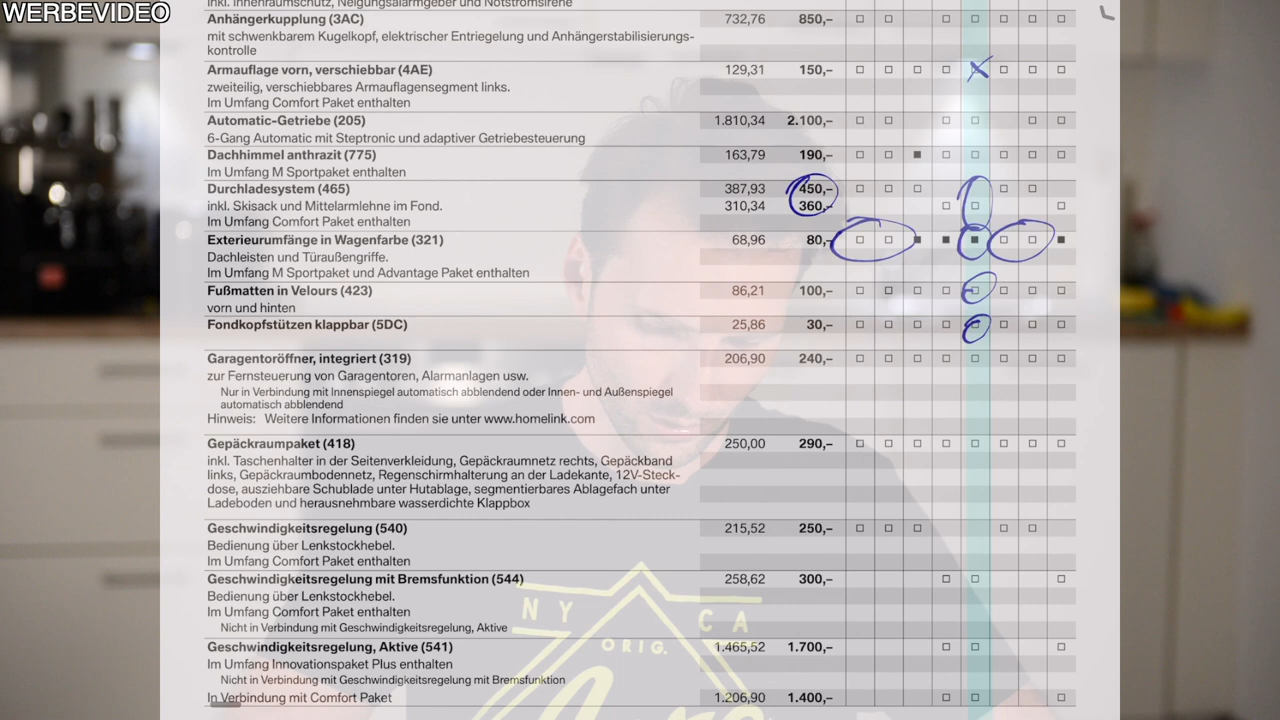 WERBEVIDEO
inkl. Innenraumschutz, Neigungsalarmgeber und Notstromsirene
Anhängerkupplung (3AC) 732,76 850,–
mit schwenkbarem Kugelkopf, elektrischer Entriegelung und Anhängerstabilisierungs-
kontrolle
Armauflage vorn, verschiebbar (4AE) 129,31 150,–
zweiteilig, verschiebbares Armauflagensegment links.
Im Umfang Comfort Paket enthalten
Automatic-Getriebe (205) 1.810,34 2.100,–
6-Gang Automatic mit Steptronic und adaptiver Getriebesteuerung
Dachhimmel anthrazit (775) 163,79 190,–
Im Umfang M Sportpaket enthalten
Durchladesystem (465) 387,93 450,–
inkl. Skisack und Mittelarmlehne im Fond. 310,34 360,–
Im Umfang Comfort Paket enthalten
Exterieurumfänge in Wagenfarbe (321) 68,96 80,–
Dachleisten und Türaußengriffe.
Im Umfang M Sportpaket und Advantage Paket enthalten
Fußmatten in Velours (423) 86,21 100,–
vorn und hinten
Fondkopfstützen klappbar (5DC) 25,86 30,–
Garagentoröffner, integriert (319) 206,90 240,–
zur Fernsteuerung von Garagentoren, Alarmanlagen usw.
Nur in Verbindung mit Innenspiegel automatisch abblendend oder Innen- und Außenspiegel
automatisch abblendend
Hinweis: Weitere Informationen finden sie unter www.homelink.com
Gepäckraumpaket (418) 250,00 290,–
inkl. Taschenhalter in der Seitenverkleidung, Gepäckraumnetz rechts, Gepäckband
links, Gepäckraumbodennetz, Regenschirmhalterung an der Ladekante, 12V-Steck-
dose, ausziehbare Schublade unter Hutablage, segmentierbares Ablagefach unter
Ladeboden und herausnehmbare wasserdichte Klappbox
Geschwindigkeitsregelung (540) 215,52 250,–
Bedienung über Lenkstockhebel.
Im Umfang Comfort Paket enthalten
Geschwindigkeitsregelung mit Bremsfunktion (544) 258,62 300,–
Bedienung über Lenkstockhebel.
Im Umfang Comfort Paket enthalten
Nicht in Verbindung mit Geschwindigkeitsregelung, Aktive
Geschwindigkeitsregelung, Aktive (541) 1.465,52 1.700,–
Im Umfang Innovationspaket Plus enthalten
Nicht in Verbindung mit Geschwindigkeitsregelung mit Bremsfunktion
In Verbindung mit Comfort Paket 1.206,90 1.400,–
NY CA
ORIG.